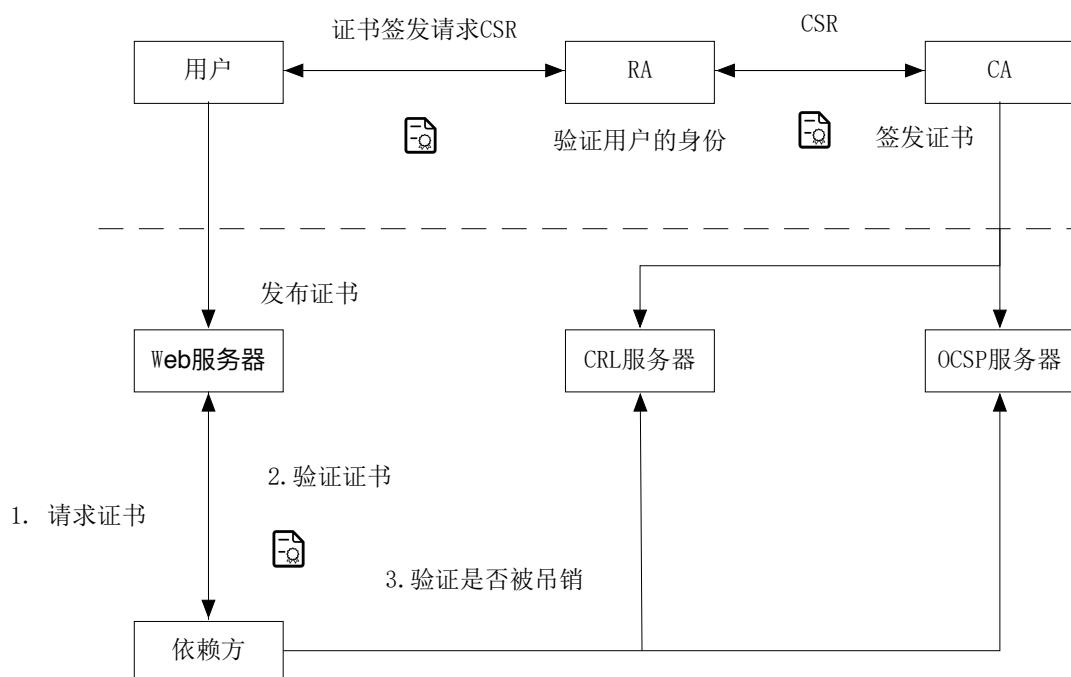 证书签发请求CSR
CSR
用户
RA
CA
验证用户的身份
签发证书
发布证书
Web服务器
CRL服务器
OCSP服务器
2.验证证书
1. 请求证书
3.验证是否被吊销
依赖方